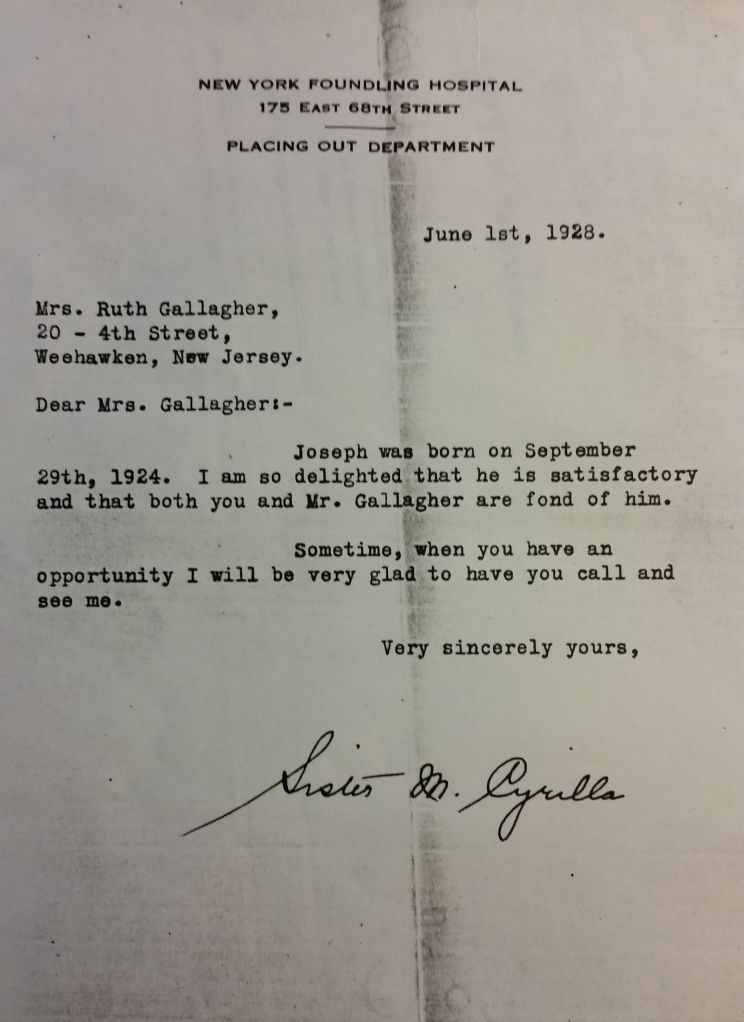 NEW YORK FOUNDLING HOSPITAL
175 EAST 68TH STREET
PLACING OUT DEPARTMENT
June 1st, 1928.
Mrs. Ruth Gallagher,
20 - 4th Street,
Weehawken, New Jersey.
Dear Mrs. Gallagher:-
Joseph was born on September
29th, 1924. I am so delighted that he is satisfactory
and that both you and Mr. Gallagher are fond of him.
Sometime, when you have an
opportunity I will be very glad to have you call and
see me.
Very sincerely yours,
Sister M. Cyrilla